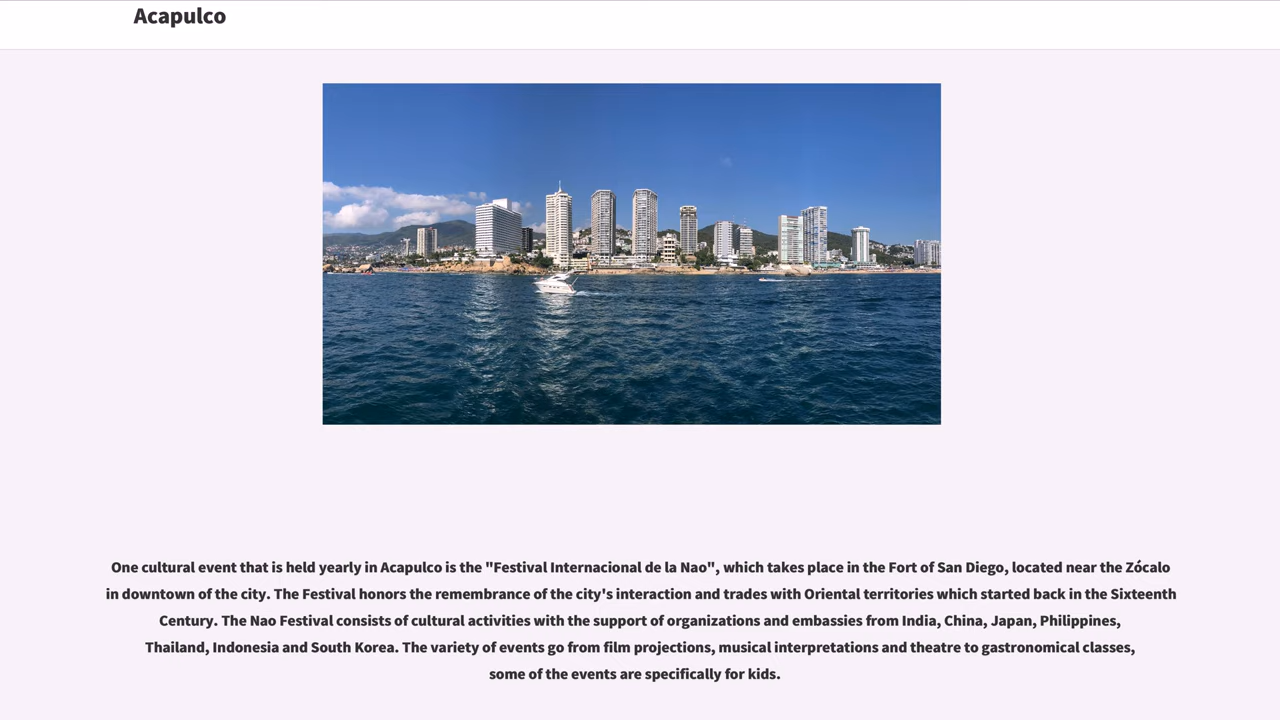 Acapulco
One cultural event that is held yearly in Acapulco is the "Festival Internacional de la Nao", which takes place in the Fort of San Diego, located near the Zócalo
in downtown of the city. The Festival honors the remembrance of the city's interaction and trades with Oriental territories which started back in the Sixteenth
Century. The Nao Festival consists of cultural activities with the support of organizations and embassies from India, China, Japan, Philippines,
Thailand, Indonesia and South Korea. The variety of events go from film projections, musical interpretations and theatre to gastronomical classes,
some of the events are specifically for kids.